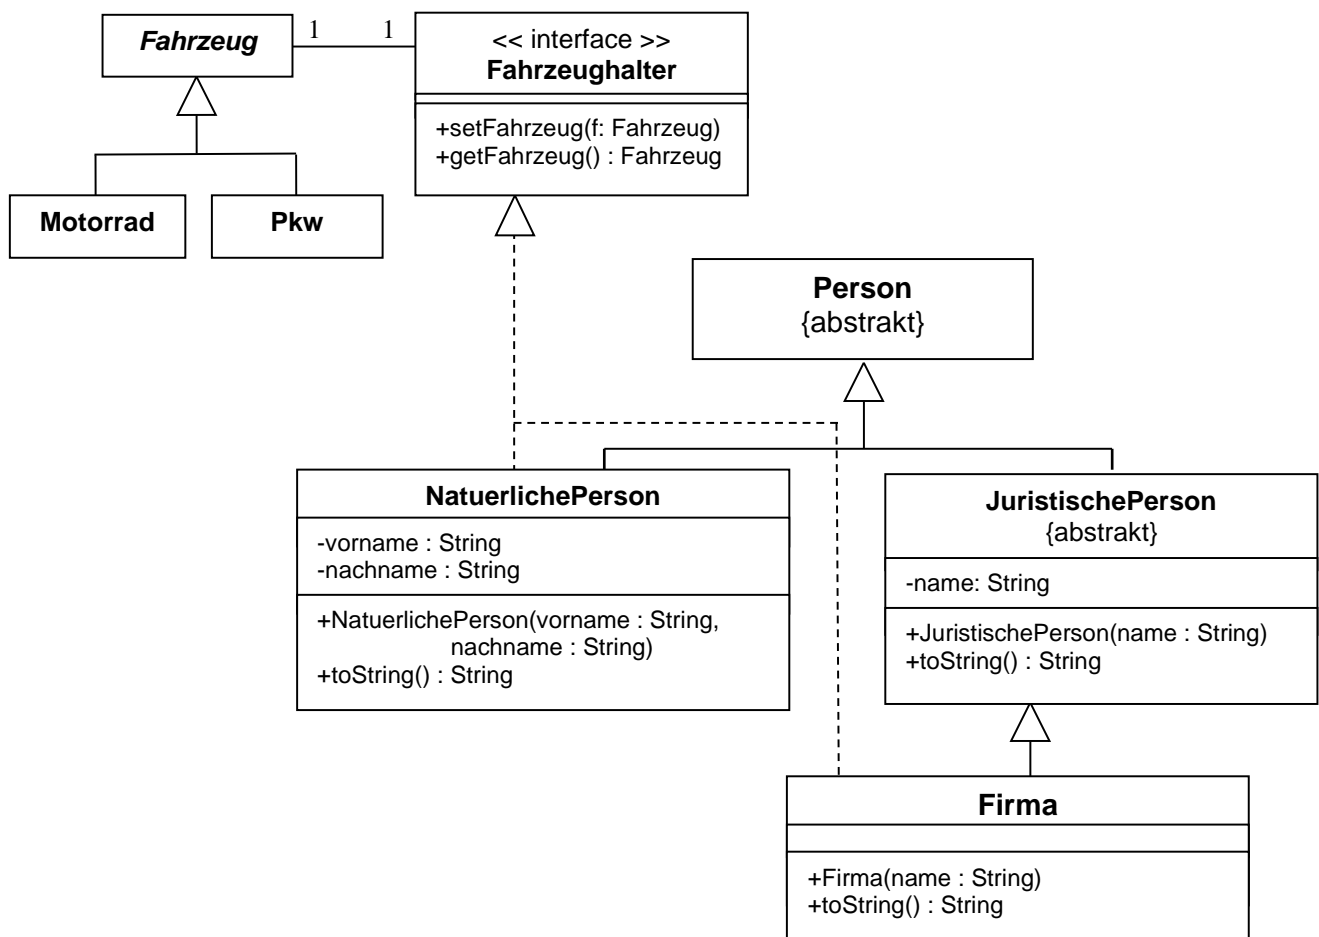 Fahrzeug
1
1
<< interface >>
Fahrzeughalter
+setFahrzeug(f: Fahrzeug)
+getFahrzeug() : Fahrzeug
Motorrad
Pkw
Person
{abstrakt}
NatuerlichePerson
-vorname : String
-nachname : String
+NatuerlichePerson(vorname : String,
nachname : String)
+toString() : String
JuristischePerson
{abstrakt}
-name: String
+JuristischePerson(name : String)
+toString() : String
Firma
+Firma(name : String)
+toString() : String